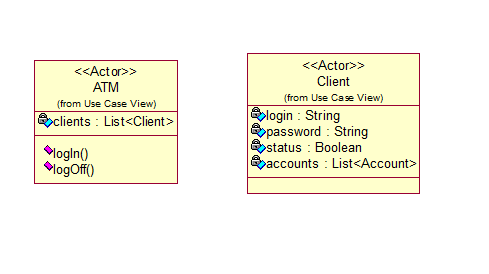 <<Actor>>
ATM
(from Use Case View)
clients : List<Client>
logIn()
logOff()
<<Actor>>
Client
(from Use Case View)
login : String
password : String
status : Boolean
accounts : List<Account>